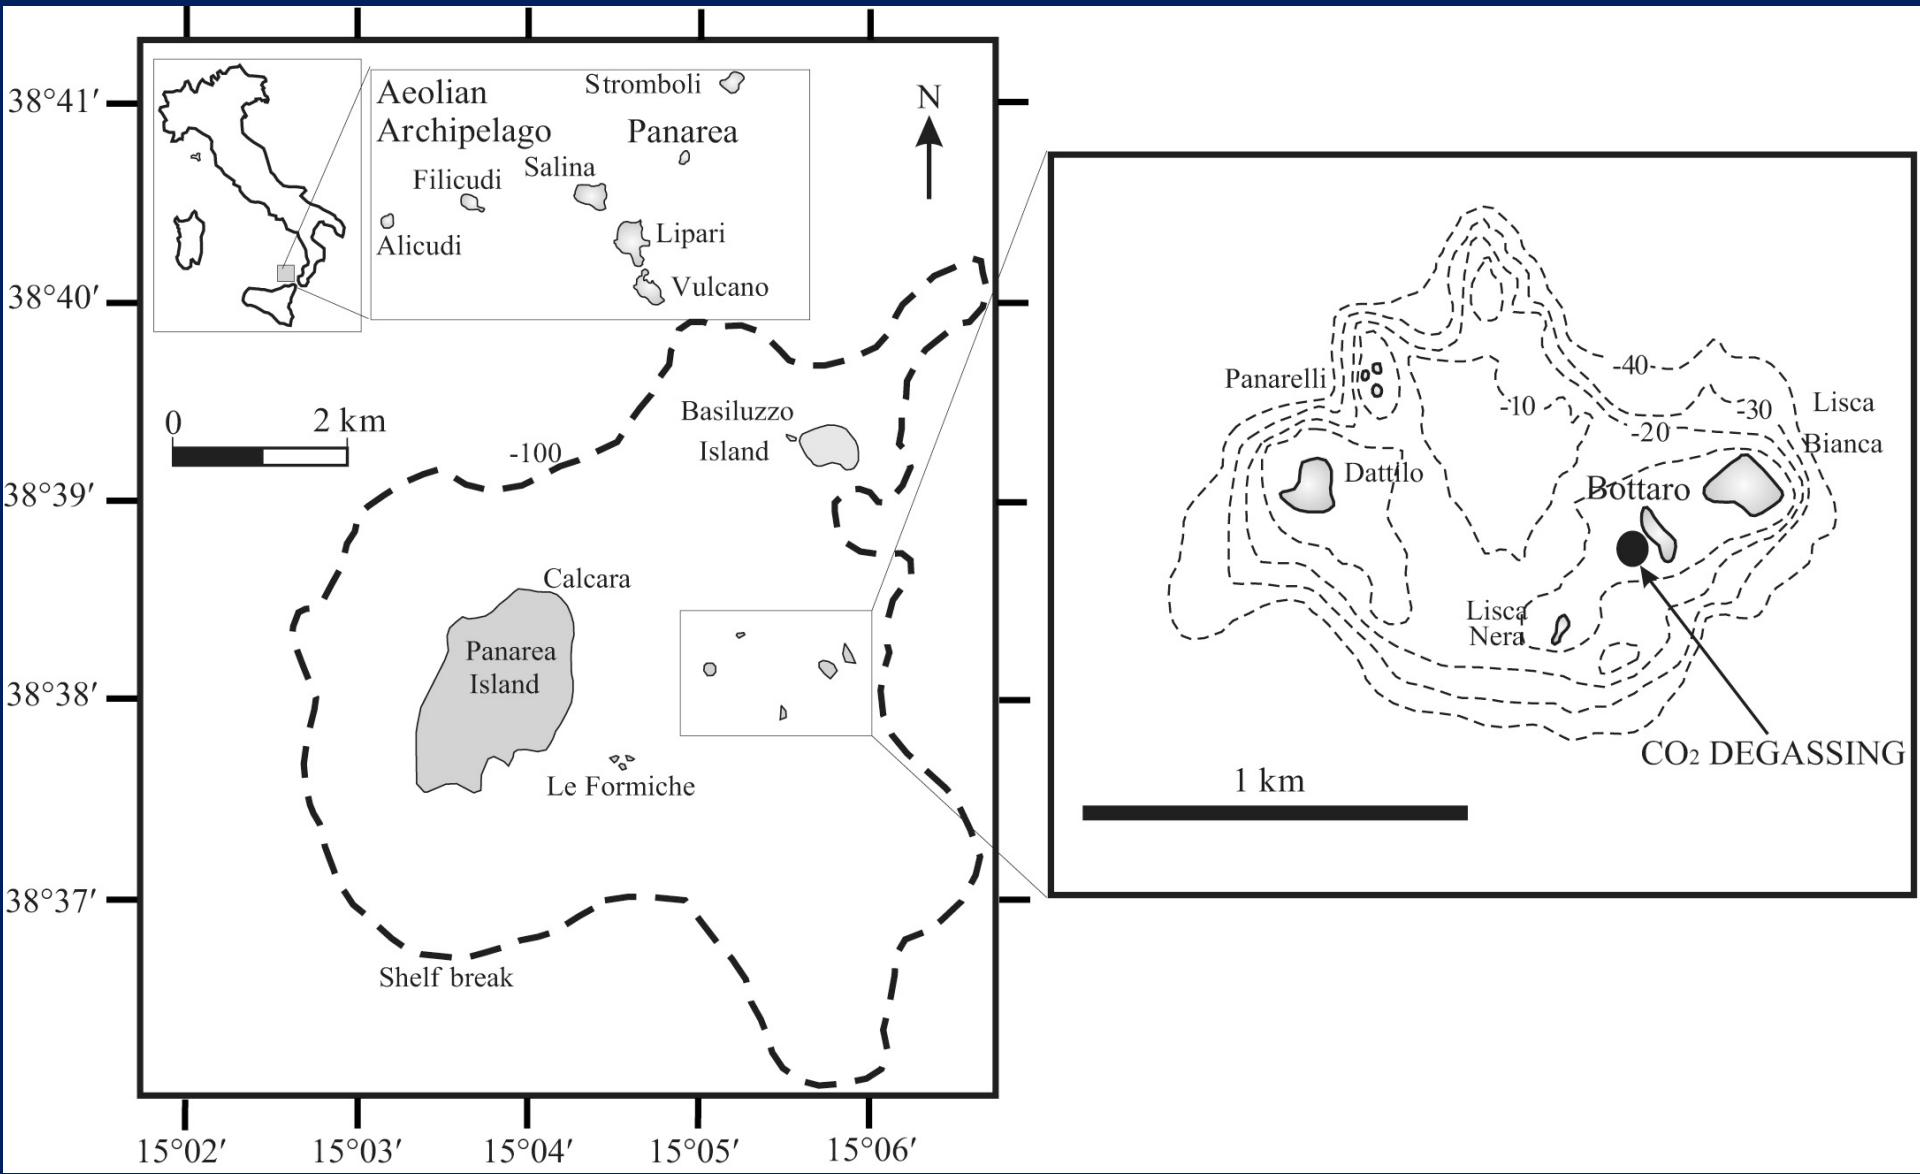 38°41′
38°40′
38°39′
38°38′
38°37′
15°02′
15°03′
15°04′
15°05′
15°06′
Aeolian
Archipelago
Stromboli
Panarea
Salina
Filicudi
Alicudi
Lipari
Vulcano
N
0
2 km
-100
Basiluzzo
Island
Calcara
Panarea
Island
Le Formiche
Shelf break
Panarelli
-40
-10
-30
-20
Lisca
Bianca
Dattilo
Bottaro
Lisca
Nera
CO₂ DEGASSING
1 km